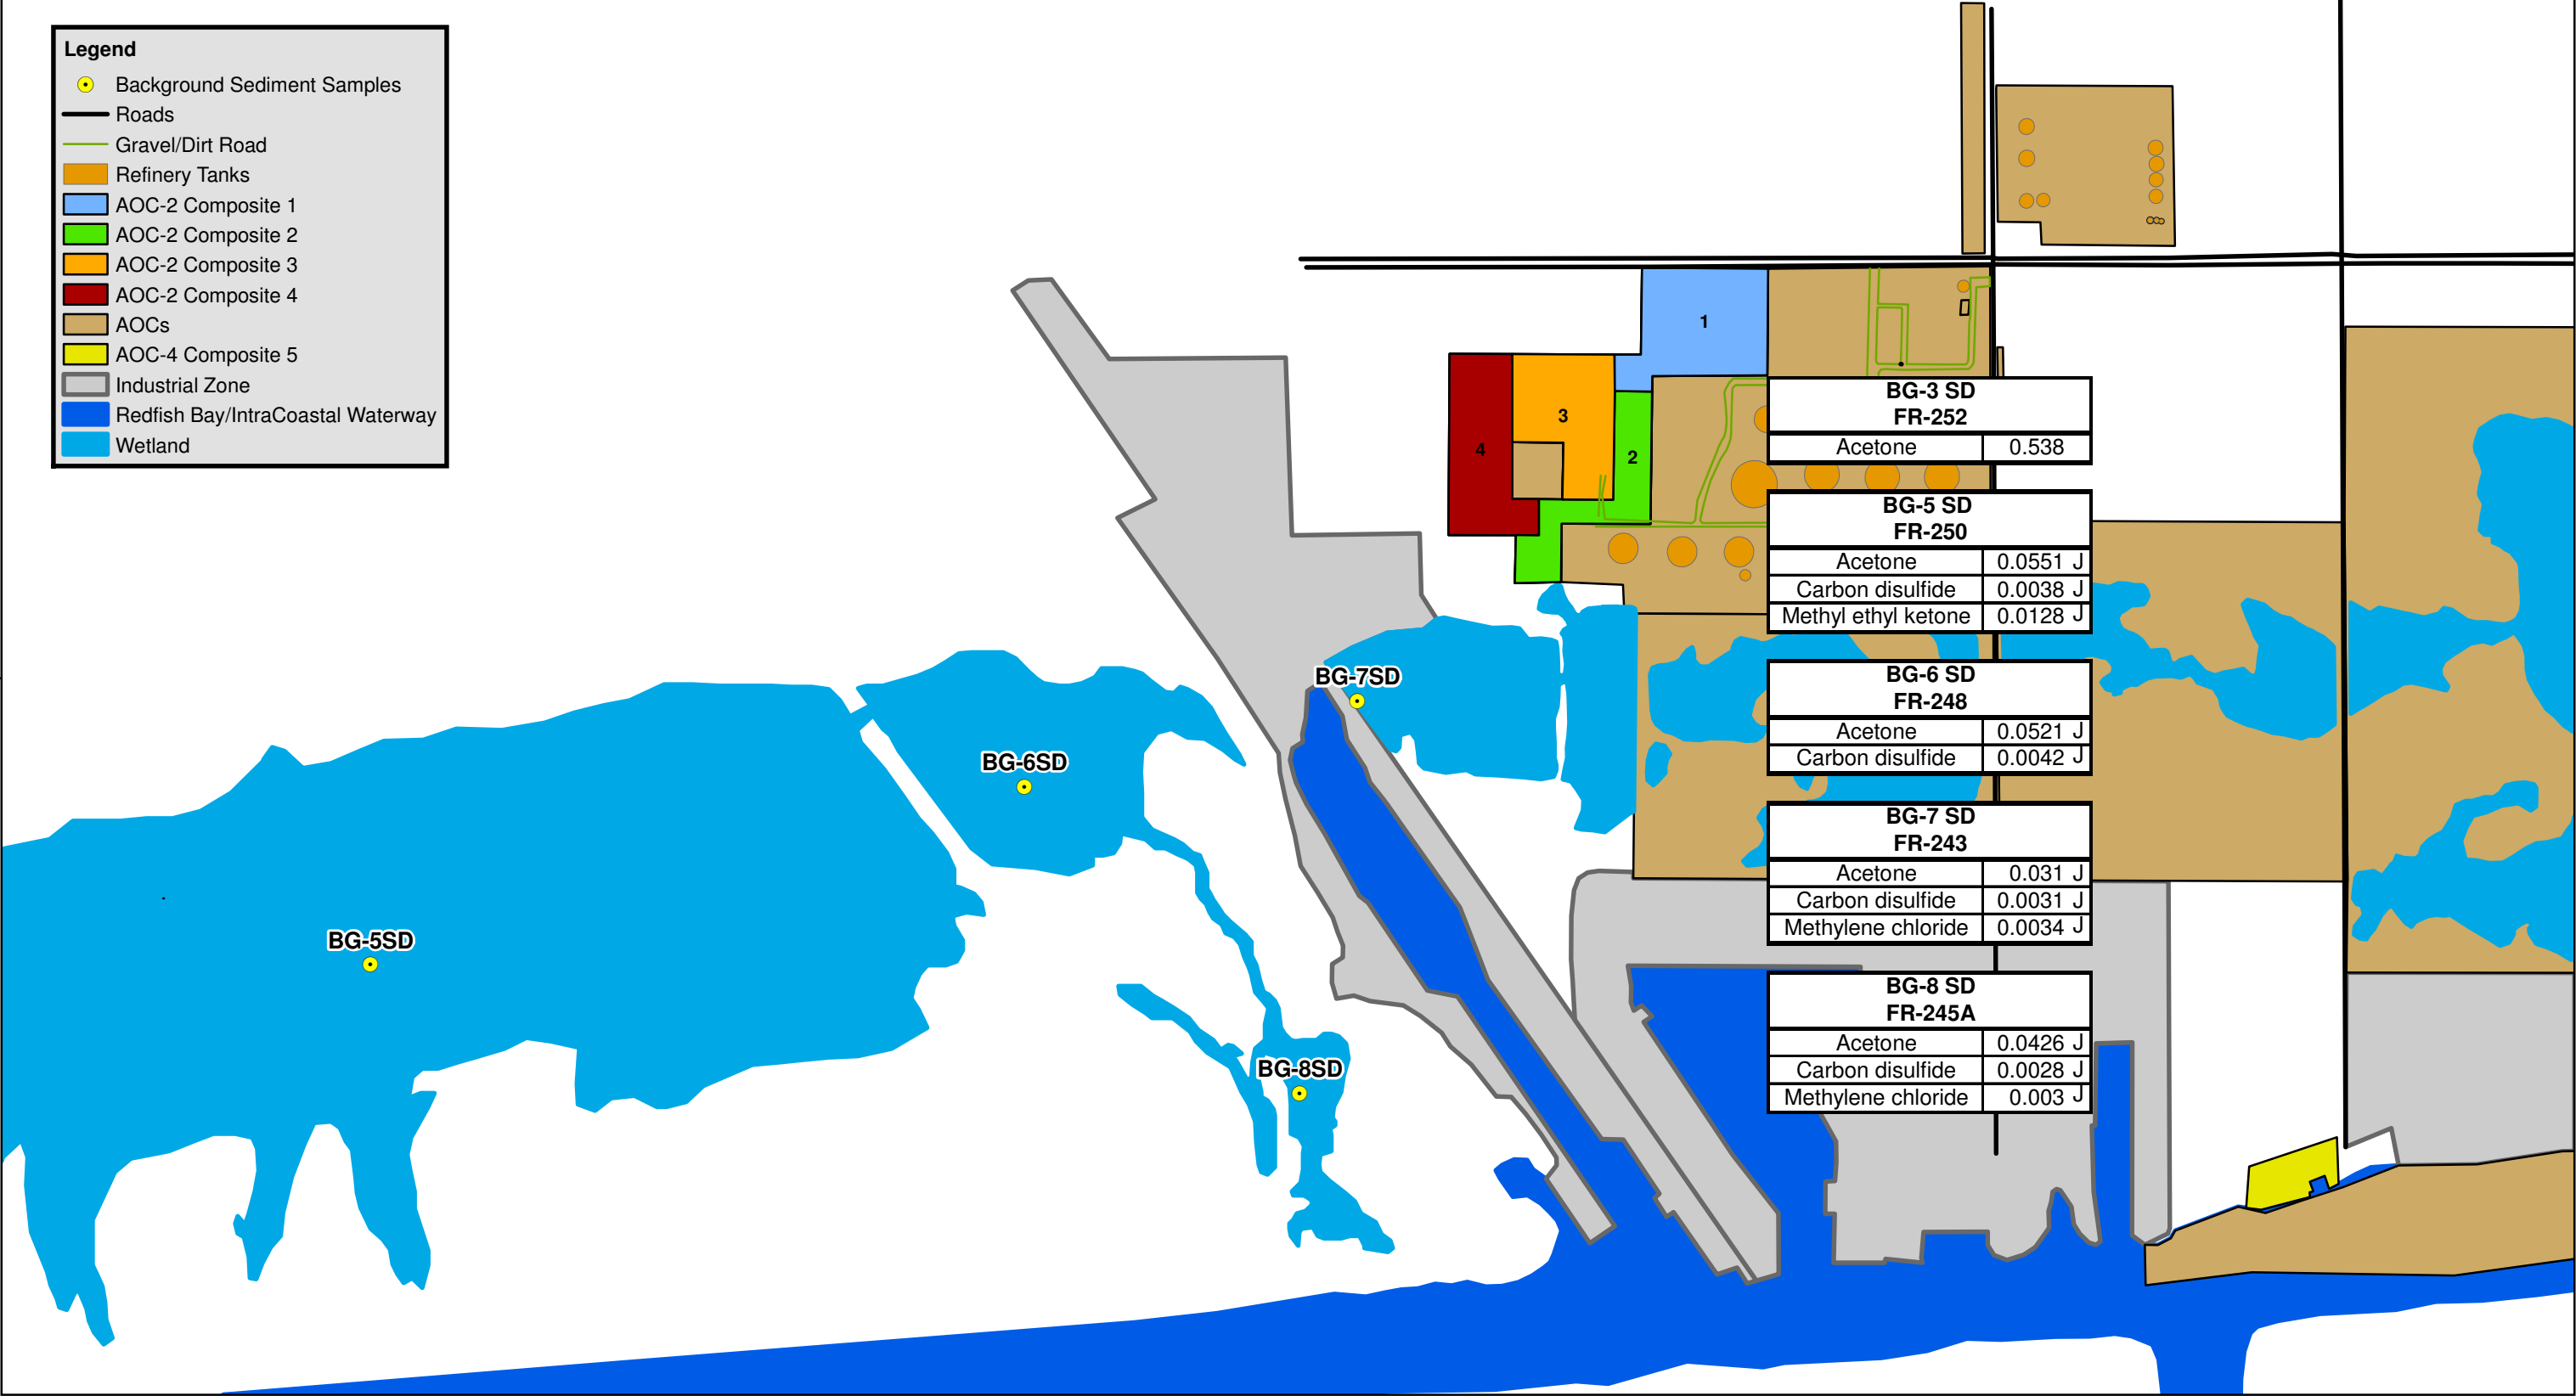 Legend
Background Sediment Samples
Roads
Gravel/Dirt Road
Refinery Tanks
AOC-2 Composite 1
AOC-2 Composite 2
AOC-2 Composite 3
AOC-2 Composite 4
AOCs
AOC-4 Composite 5
Industrial Zone
Redfish Bay/IntraCoastal Waterway
Wetland
1
3
4
2
BG-3 SD
FR-252
Acetone 0.538
BG-5 SD
FR-250
Acetone 0.0551 J
Carbon disulfide 0.0038 J
Methyl ethyl ketone 0.0128 J
BG-6 SD
FR-248
Acetone 0.0521 J
Carbon disulfide 0.0042 J
BG-7 SD
FR-243
Acetone 0.031 J
Carbon disulfide 0.0031 J
Methylene chloride 0.0034 J
BG-8 SD
FR-245A
Acetone 0.0426 J
Carbon disulfide 0.0028 J
Methylene chloride 0.003 J
BG-7SD
BG-6SD
BG-5SD
BG-8SD